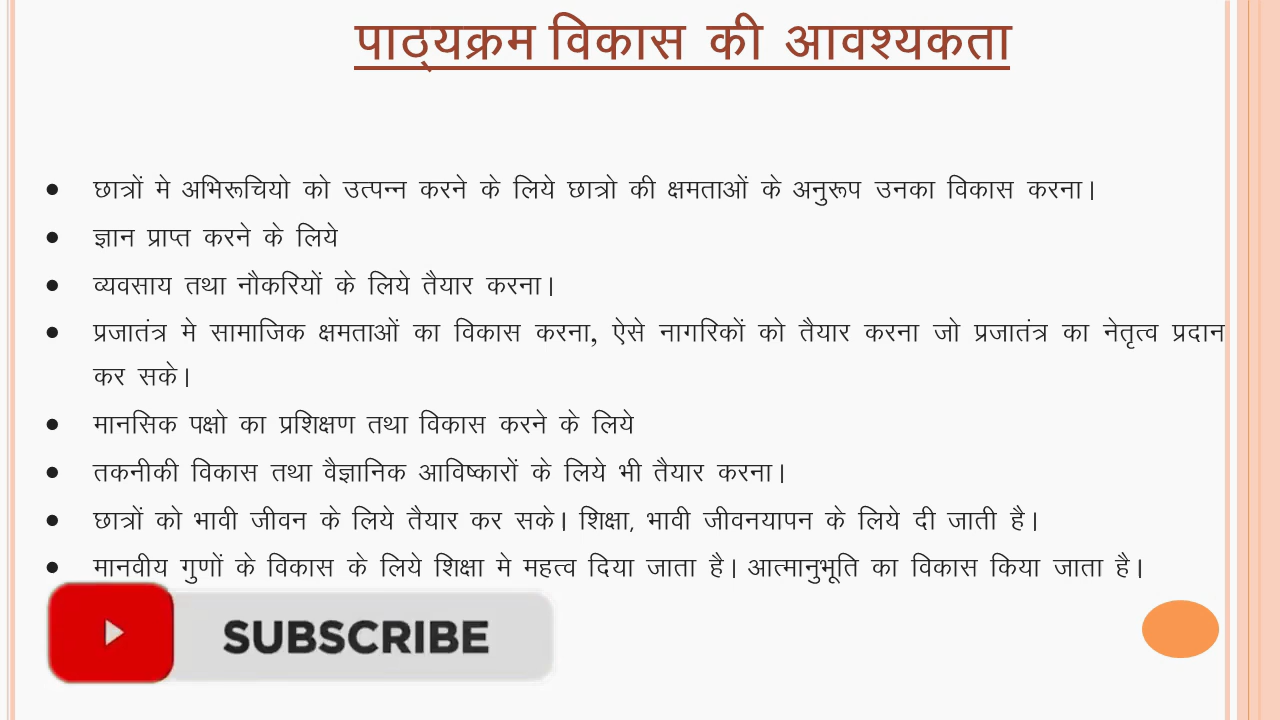 पाठ्यक्रम विकास की आवश्यकता
• छात्रों मे अभिरूचियो को उत्पन्न करने के लिये छात्रो की क्षमताओं के अनुरूप उनका विकास करना।
• ज्ञान प्राप्त करने के लिये
• व्यवसाय तथा नौकरियों के लिये तैयार करना।
• प्रजातंत्र मे सामाजिक क्षमताओं का विकास करना, ऐसे नागरिकों को तैयार करना जो प्रजातंत्र का नेतृत्व प्रदान
कर सके।
• मानसिक पक्षो का प्रशिक्षण तथा विकास करने के लिये
• तकनीकी विकास तथा वैज्ञानिक आविष्कारों के लिये भी तैयार करना।
• छात्रों को भावी जीवन के लिये तैयार कर सके। शिक्षा, भावी जीवनयापन के लिये दी जाती है।
• मानवीय गुणों के विकास के लिये शिक्षा मे महत्व दिया जाता है। आत्मानुभूति का विकास किया जाता है।
SUBSCRIBE